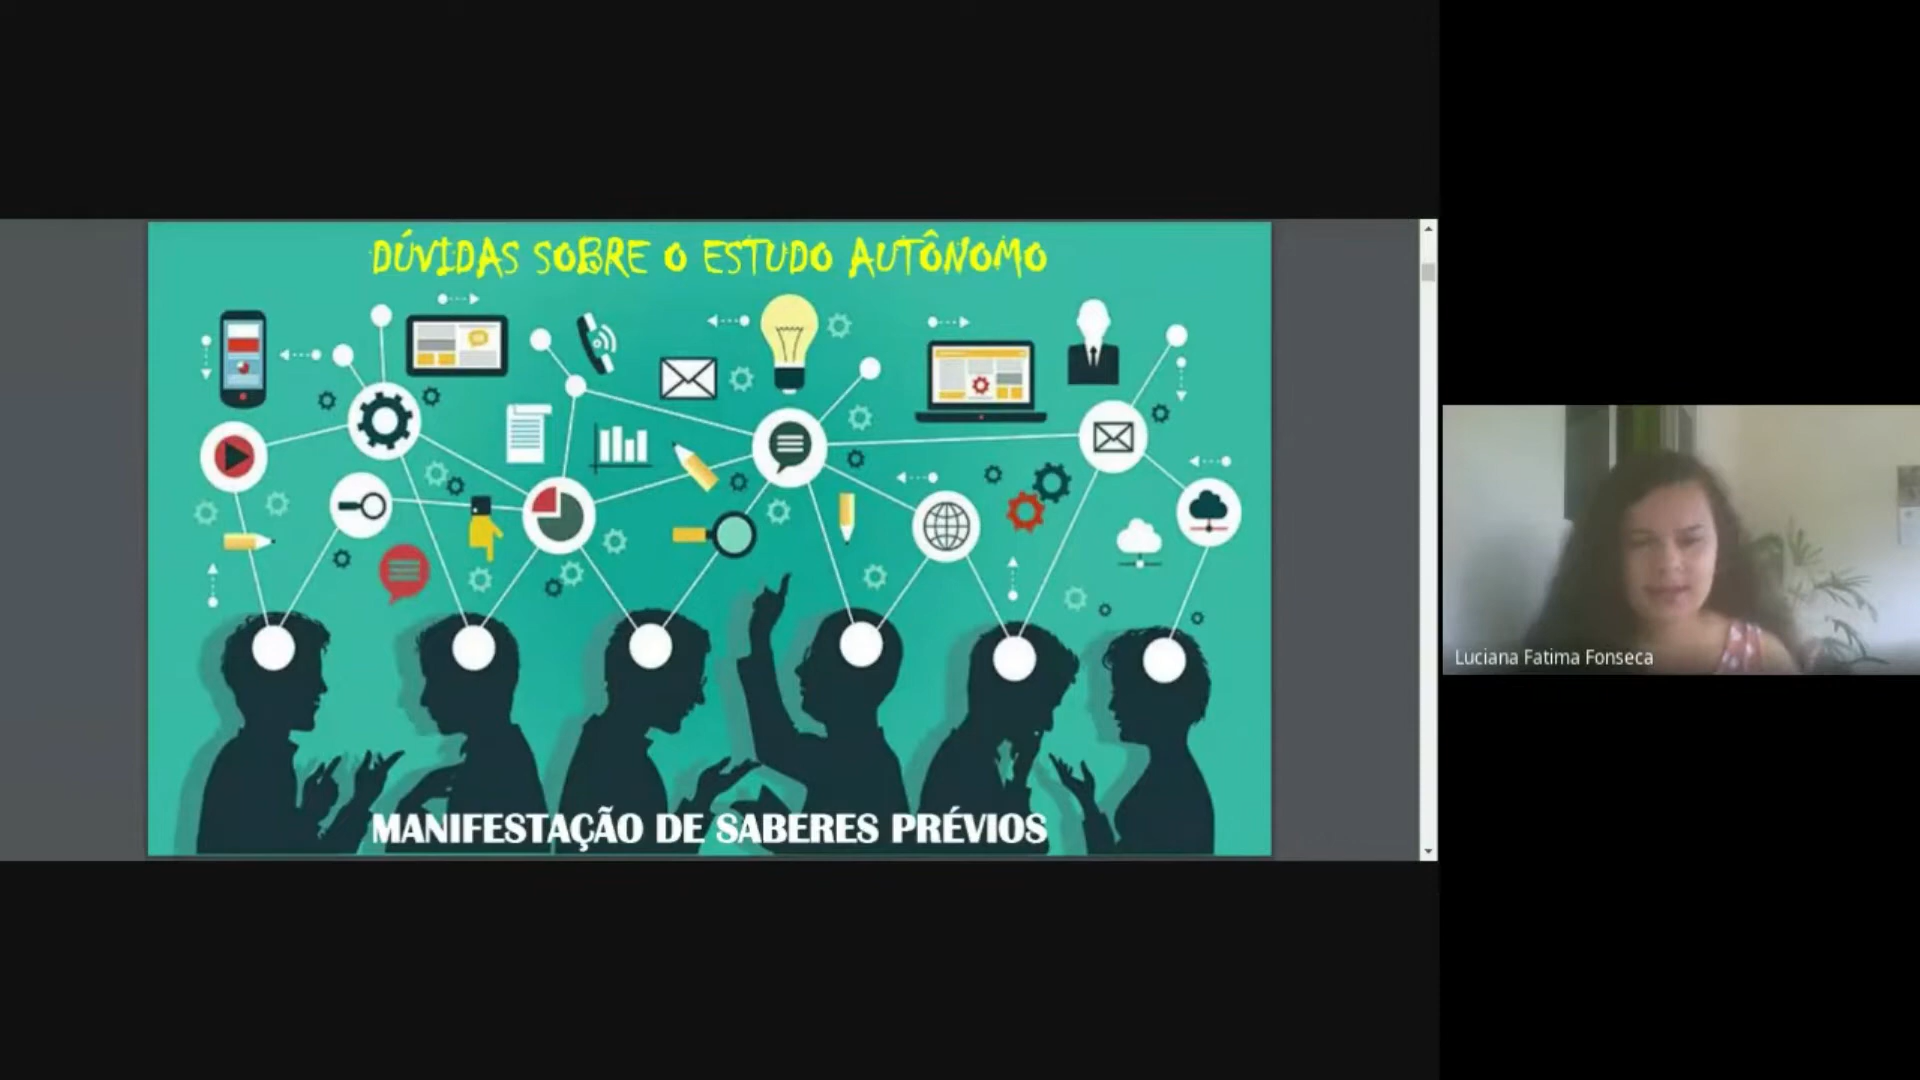 DÚVIDAS SOBRE O ESTUDO AUTÔNOMO
MANIFESTAÇÃO DE SABERES PRÉVIOS
Luciana Fatima Fonseca